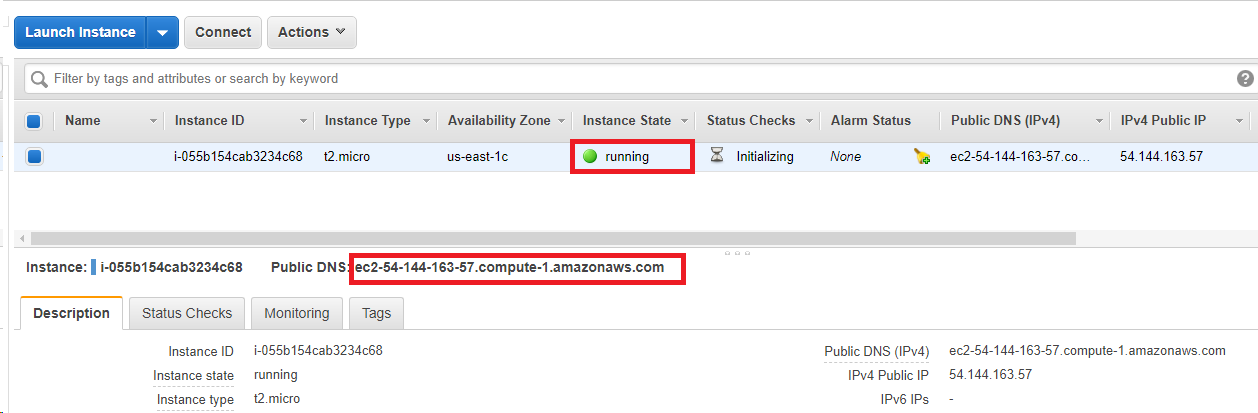 Launch Instance Connect Actions
Filter by tags and attributes or search by keyword ?
Name Instance ID Instance Type Availability Zone Instance State Status Checks Alarm Status Public DNS (IPv4) IPv4 Public IP
i-055b154cab3234c68 t2.micro us-east-1c running Initializing None ec2-54-144-163-57.co... 54.144.163.57
Instance: i-055b154cab3234c68 Public DNS: ec2-54-144-163-57.compute-1.amazonaws.com
Description Status Checks Monitoring Tags
Instance ID i-055b154cab3234c68 Public DNS (IPv4) ec2-54-144-163-57.compute-1.amazonaws.com
Instance state running IPv4 Public IP 54.144.163.57
Instance type t2.micro IPv6 IPs -